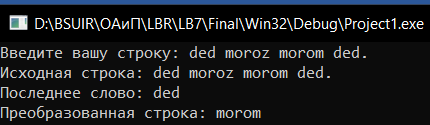 D:\BSUIR\ОАиП\LBR\LB7\Final\Win32\Debug\Project1.exe
Введите вашу строку: ded moroz morom ded.
Исходная строка: ded moroz morom ded.
Последнее слово: ded
Преобразованная строка: morom